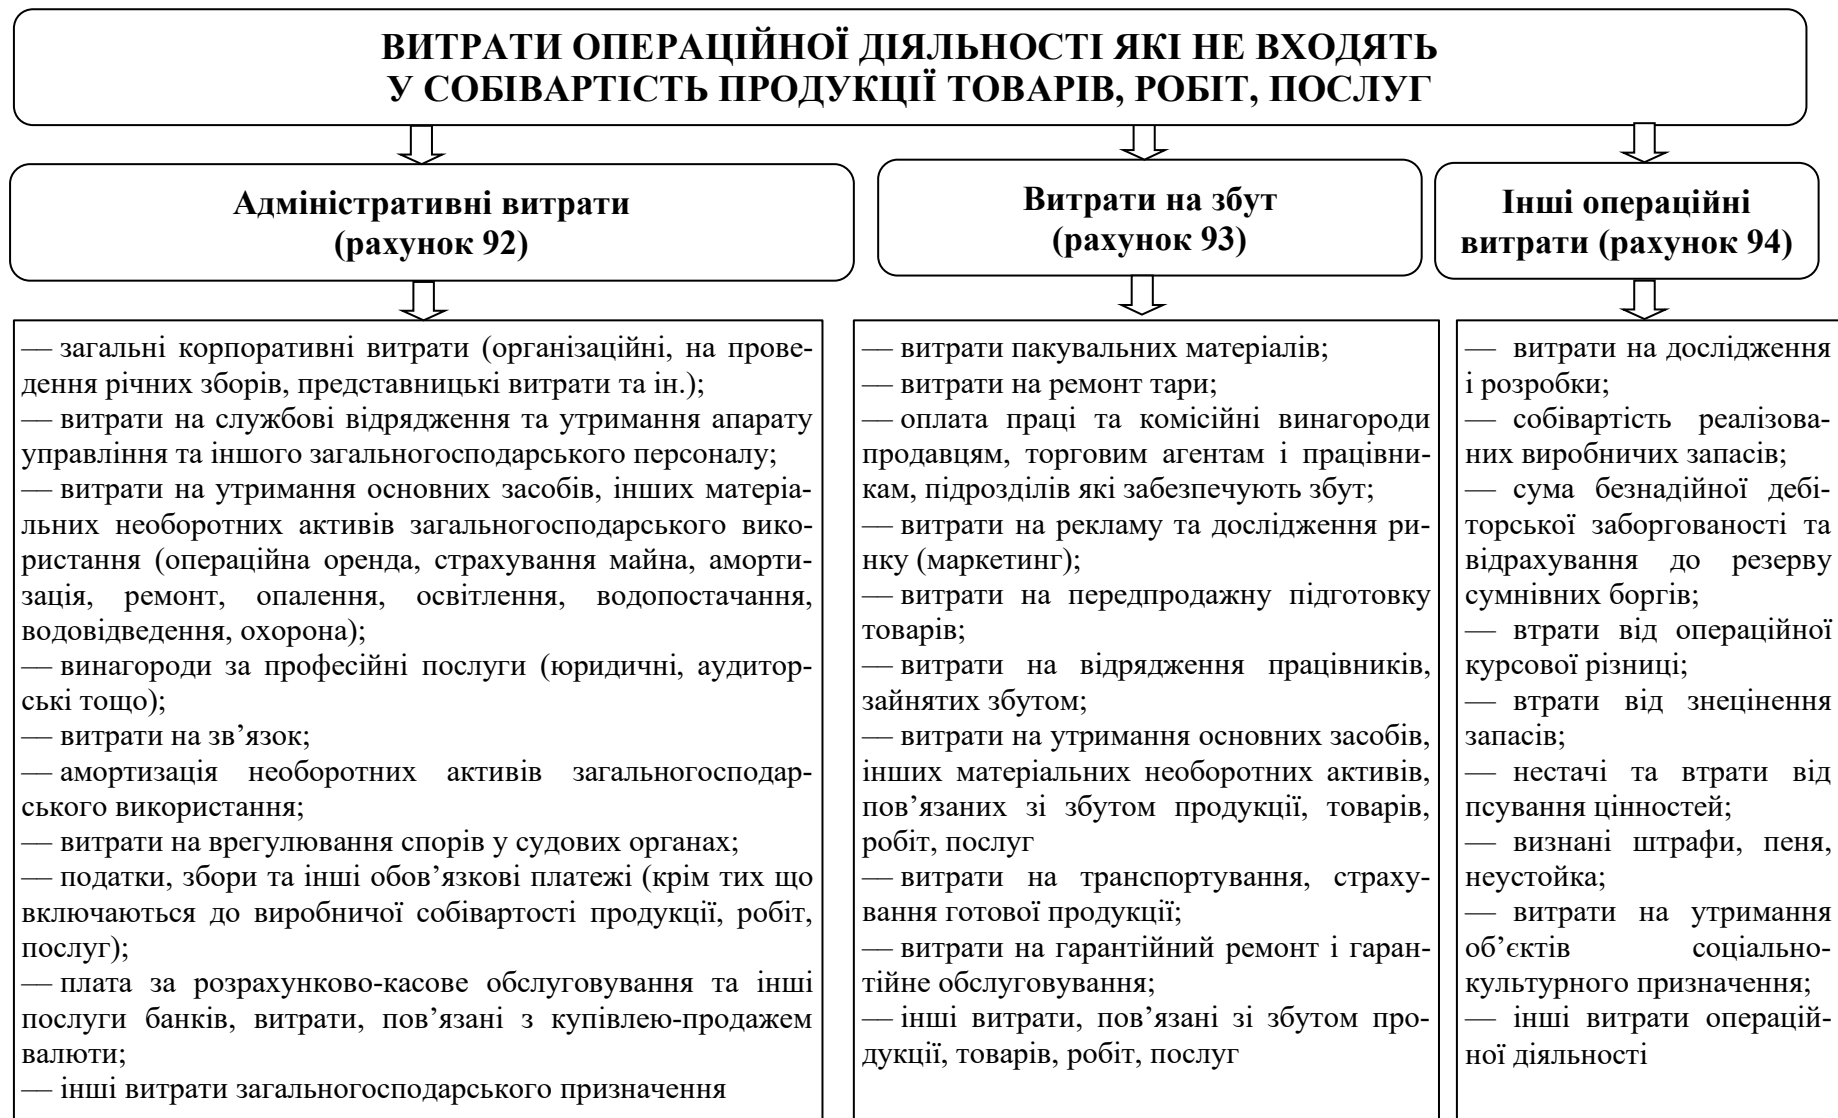 ВИТРАТИ ОПЕРАЦІЙНОЇ ДІЯЛЬНОСТІ ЯКІ НЕ ВХОДЯТЬ
У СОБІВАРТІСТЬ ПРОДУКЦІЇ ТОВАРІВ, РОБІТ, ПОСЛУГ
Адміністративні витрати
(рахунок 92)
Витрати на збут
(рахунок 93)
Інші операційні
витрати (рахунок 94)
— загальні корпоративні витрати (організаційні, на прове-
дення річних зборів, представницькі витрати та ін.);
— витрати на службові відрядження та утримання апарату
управління та іншого загальногосподарського персоналу;
— витрати на утримання основних засобів, інших матеріа-
льних необоротних активів загальногосподарського вико-
ристання (операційна оренда, страхування майна, аморти-
зація, ремонт, опалення, освітлення, водопостачання,
водовідведення, охорона);
— винагороди за професійні послуги (юридичні, аудитор-
ські тощо);
— витрати на зв’язок;
— амортизація необоротних активів загальногосподар-
ського використання;
— витрати на врегулювання спорів у судових органах;
— податки, збори та інші обов’язкові платежі (крім тих що
включаються до виробничої собівартості продукції, робіт,
послуг);
— плата за розрахунково-касове обслуговування та інші
послуги банків, витрати, пов’язані з купівлею-продажем
валюти;
— інші витрати загальногосподарського призначення
— витрати пакувальних матеріалів;
— витрати на ремонт тари;
— оплата праці та комісійні винагороди
продавцям, торговим агентам і працівни-
кам, підрозділів які забезпечують збут;
— витрати на рекламу та дослідження ри-
нку (маркетинг);
— витрати на передпродажну підготовку
товарів;
— витрати на відрядження працівників,
зайнятих збутом;
— витрати на утримання основних засобів,
інших матеріальних необоротних активів,
пов’язаних зі збутом продукції, товарів,
робіт, послуг
— витрати на транспортування, страху-
вання готової продукції;
— витрати на гарантійний ремонт і гаран-
тійне обслуговування;
— інші витрати, пов’язані зі збутом про-
дукції, товарів, робіт, послуг
— витрати на дослідження
і розробки;
— собівартість реалізова-
них виробничих запасів;
— сума безнадійної дебі-
торської заборгованості та
відрахування до резерву
сумнівних боргів;
— втрати від операційної
курсової різниці;
— втрати від знецінення
запасів;
— нестачі та втрати від
псування цінностей;
— визнані штрафи, пеня,
неустойка;
— витрати на утримання
об’єктів соціально-
культурного призначення;
— інші витрати операцій-
ної діяльності